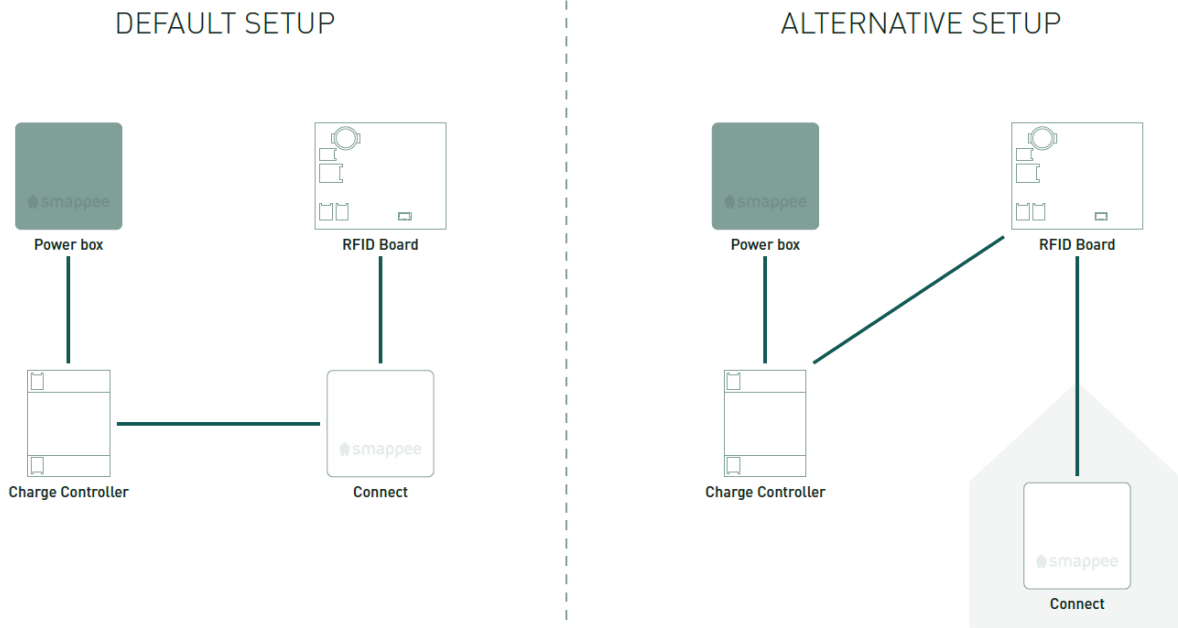 DEFAULT SETUP
smappee
Power box
RFID Board
Charge Controller
smappee
Connect
ALTERNATIVE SETUP
smappee
Power box
RFID Board
Charge Controller
smappee
Connect